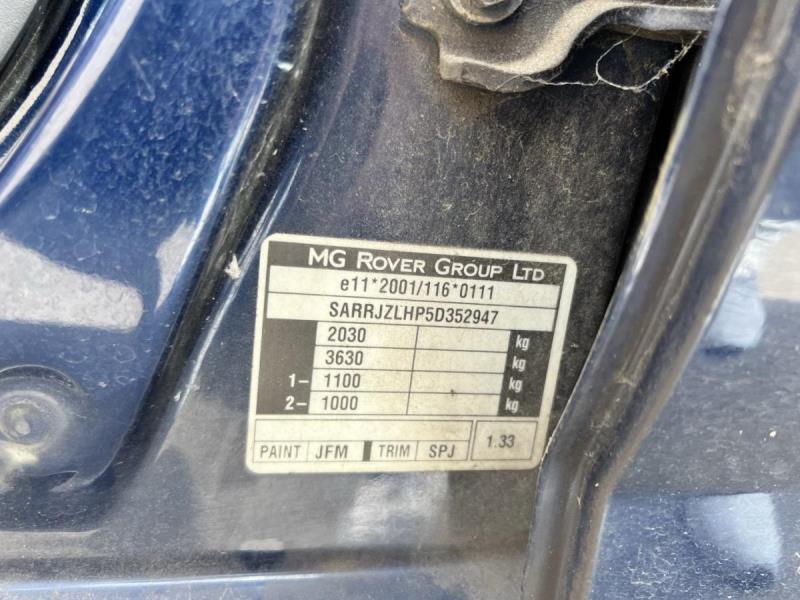 MG ROVER GROUP LTD
e11*2001/116*0111
SARRJZLHP5D352947
2030 kg
3630 kg
1– 1100 kg
2– 1000 kg
PAINT JFM TRIM SPJ 1.33